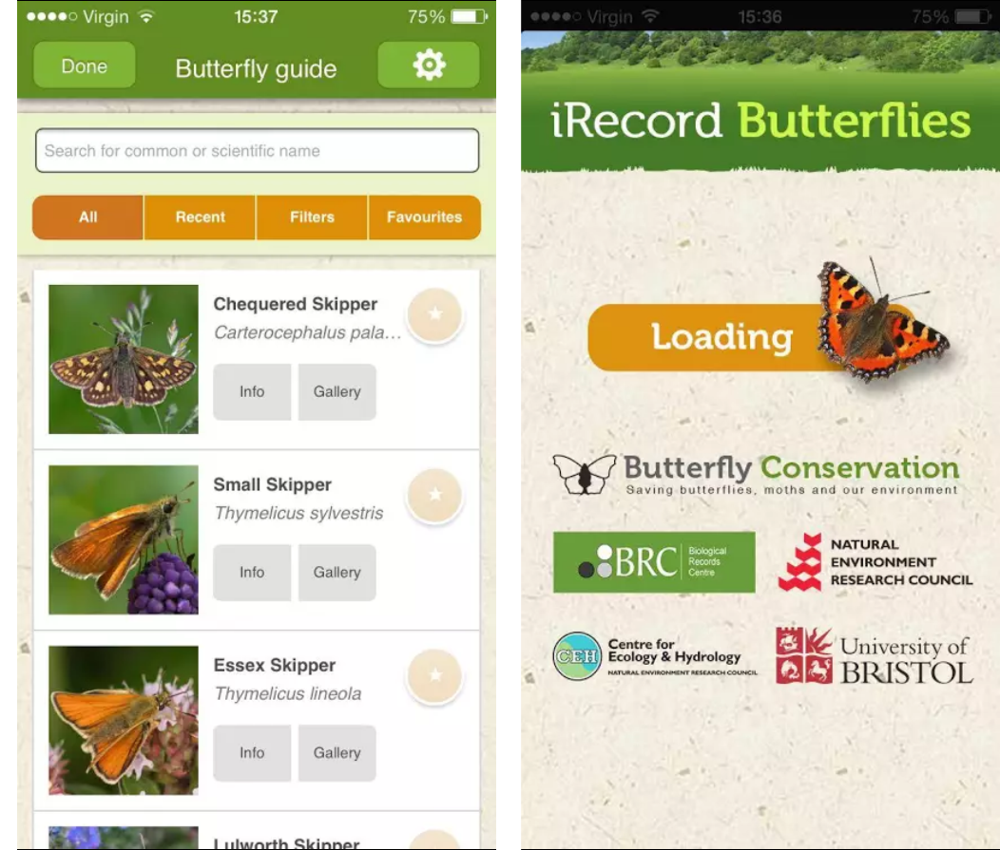 Virgin 15:37 75%
Done Butterfly guide
Search for common or scientific name
All Recent Filters Favourites
Chequered Skipper
Carterocephalus pala...
Info Gallery
Small Skipper
Thymelicus sylvestris
Info Gallery
Essex Skipper
Thymelicus lineola
Info Gallery
Lulworth Skipper
Virgin 15:36 75%
iRecord Butterflies
Loading
Butterfly Conservation
Saving butterflies, moths and our environment
BRC
Biological
Records
Centre
NATURAL
ENVIRONMENT
RESEARCH COUNCIL
CEH
Centre for
Ecology & Hydrology
NATURAL ENVIRONMENT RESEARCH COUNCIL
University of
BRISTOL